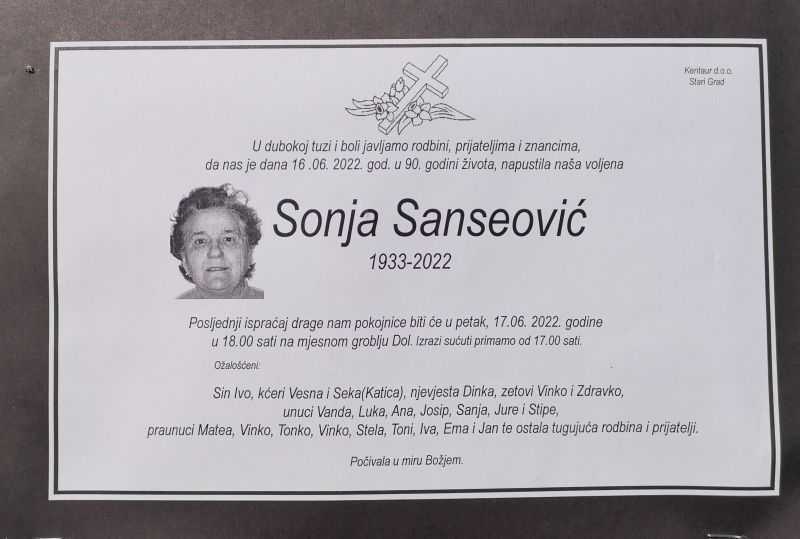 Kentaur d.o.o.
Stari Grad
U dubokoj tuzi i boli javljamo rodbini, prijateljima i znancima,
da nas je dana 16 .06. 2022. god. u 90. godini života, napustila naša voljena
Sonja Sanseović
1933-2022
Posljednji ispraćaj drage nam pokojnice biti će u petak, 17.06. 2022. godine
u 18.00 sati na mjesnom groblju Dol. Izrazi sućuti primamo od 17.00 sati.
Ožalošćeni:
Sin Ivo, kćeri Vesna i Seka(Katica), njevjesta Dinka, zetovi Vinko i Zdravko,
unuci Vanda, Luka, Ana, Josip, Sanja, Jure i Stipe,
praunuci Matea, Vinko, Tonko, Vinko, Stela, Toni, Iva, Ema i Jan te ostala tugujuća rodbina i prijatelji.
Počivala u miru Božjem.